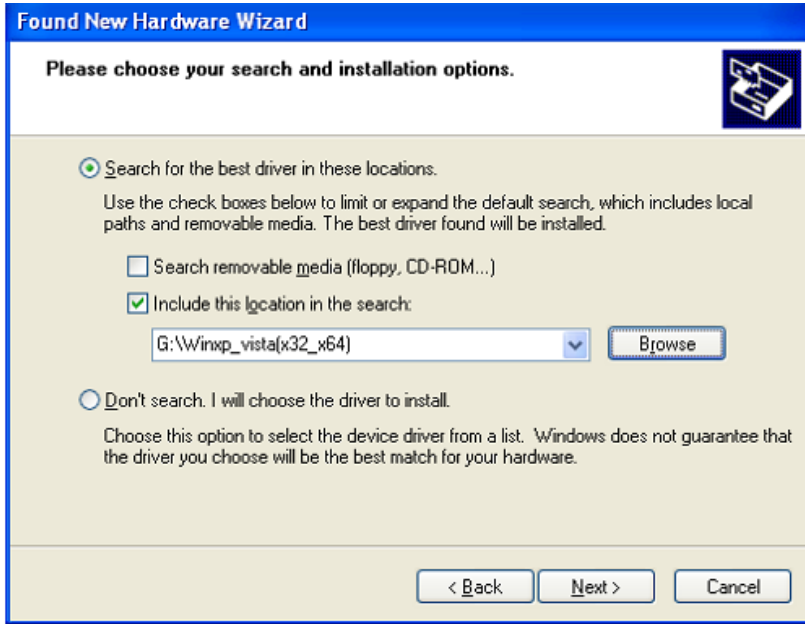 Found New Hardware Wizard
Please choose your search and installation options.
Search for the best driver in these locations.
Use the check boxes below to limit or expand the default search, which includes local
paths and removable media. The best driver found will be installed.
Search removable media (floppy, CD-ROM...)
Include this location in the search:
G:\Winxp_vista(x32_x64)
Browse
Don't search. I will choose the driver to install.
Choose this option to select the device driver from a list. Windows does not guarantee that
the driver you choose will be the best match for your hardware.
< Back
Next >
Cancel